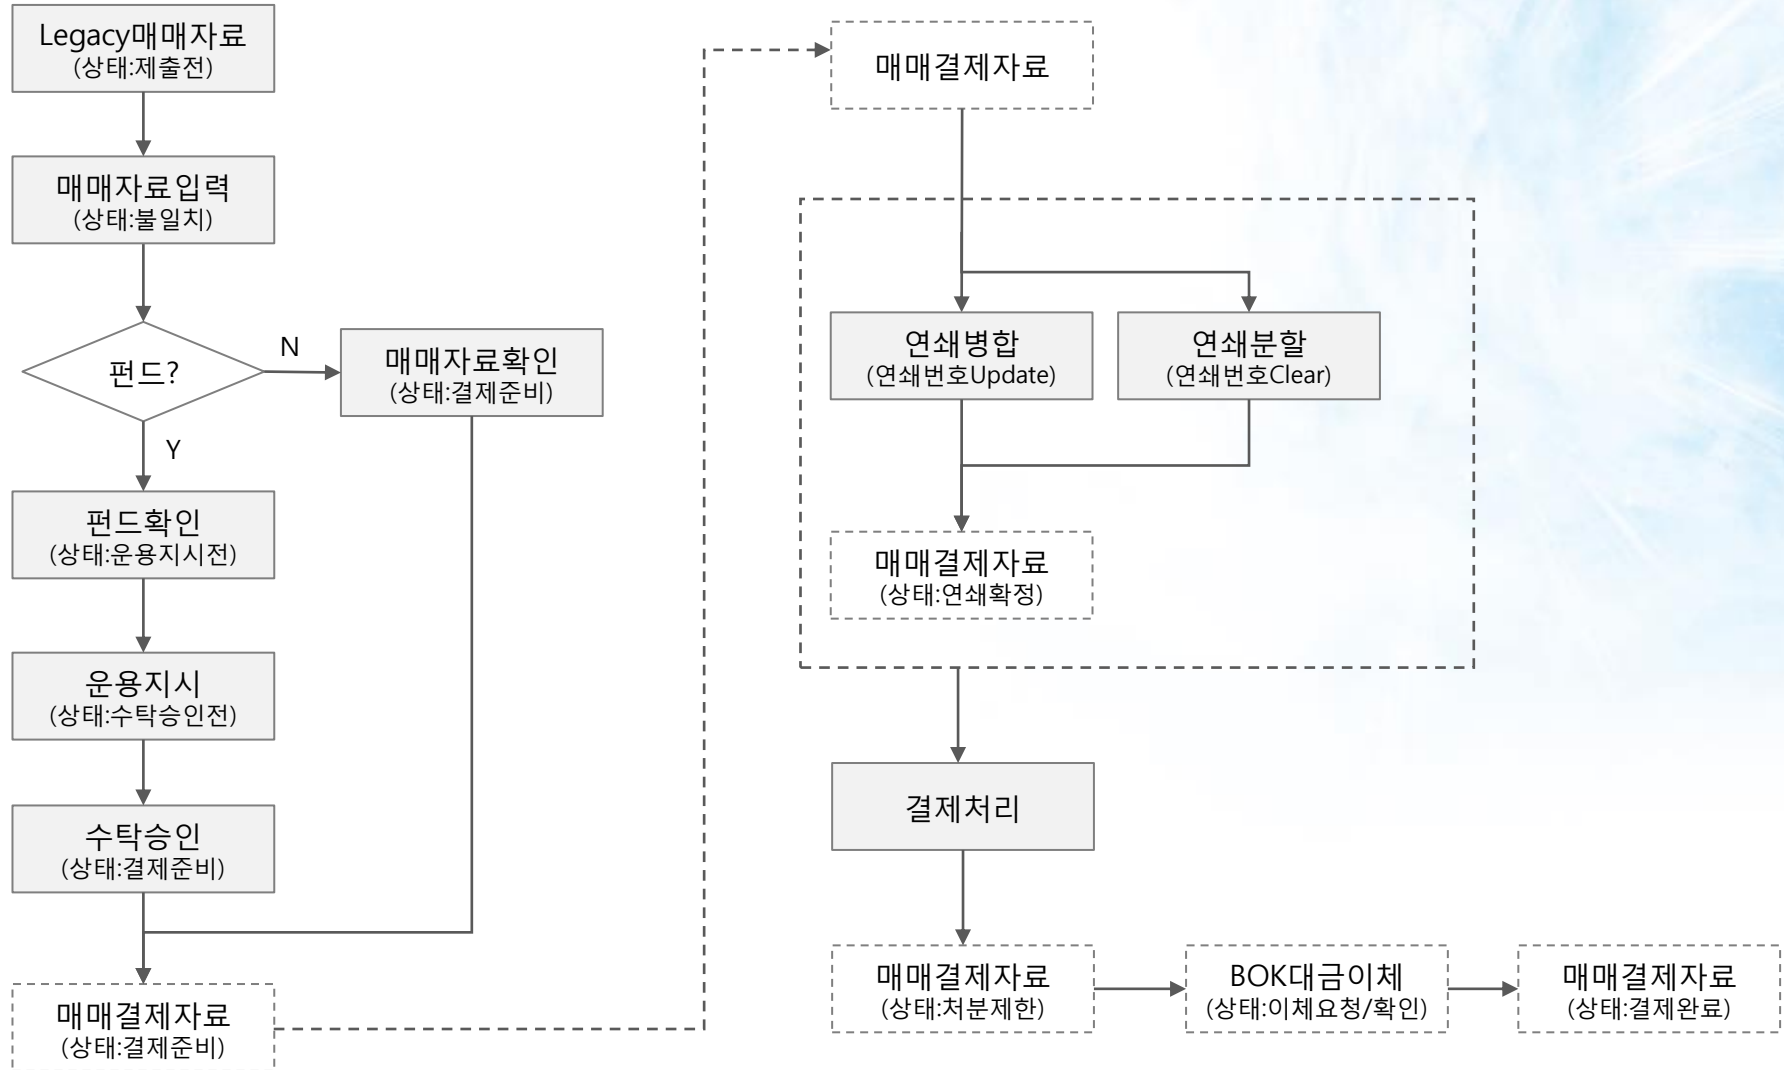 Legacy매매자료
(상태:제출전)
매매자료입력
(상태:불일치)
펀드?
N
매매자료확인
(상태:결제준비)
Y
펀드확인
(상태:운용지시전)
운용지시
(상태:수탁승인전)
수탁승인
(상태:결제준비)
매매결제자료
(상태:결제준비)
매매결제자료
연쇄병합
(연쇄번호Update)
연쇄분할
(연쇄번호Clear)
매매결제자료
(상태:연쇄확정)
결제처리
매매결제자료
(상태:처분제한)
BOK대금이체
(상태:이체요청/확인)
매매결제자료
(상태:결제완료)